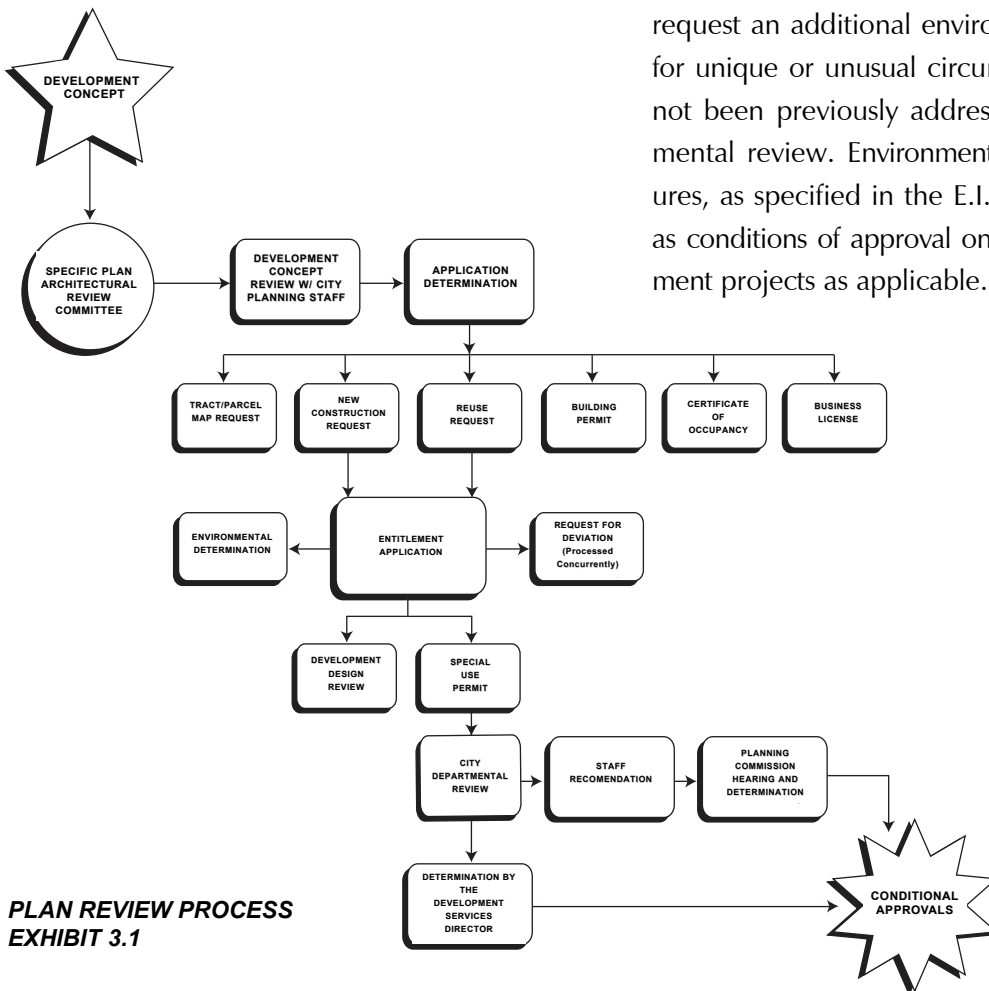 request an additional enviro
for unique or unusual circu
not been previously addres
mental review. Environment
ures, as specified in the E.I.
as conditions of approval on
ment projects as applicable.
DEVELOPMENT
CONCEPT
SPECIFIC PLAN
ARCHITECTURAL
REVIEW
COMMITTEE
DEVELOPMENT
CONCEPT
REVIEW W/ CITY
PLANNING STAFF
APPLICATION
DETERMINATION
TRACT/PARCEL
MAP REQUEST
NEW
CONSTRUCTION
REQUEST
REUSE
REQUEST
BUILDING
PERMIT
CERTIFICATE
OF
OCCUPANCY
BUSINESS
LICENSE
ENVIRONMENTAL
DETERMINATION
ENTITLEMENT
APPLICATION
REQUEST FOR
DEVIATION
(Processed
Concurrently)
DEVELOPMENT
DESIGN
REVIEW
SPECIAL
USE
PERMIT
CITY
DEPARTMENTAL
REVIEW
STAFF
RECOMENDATION
PLANNING
COMMISSION
HEARING AND
DETERMINATION
DETERMINATION BY
THE
DEVELOPMENT
SERVICES
DIRECTOR
CONDITIONAL
APPROVALS
PLAN REVIEW PROCESS
EXHIBIT 3.1